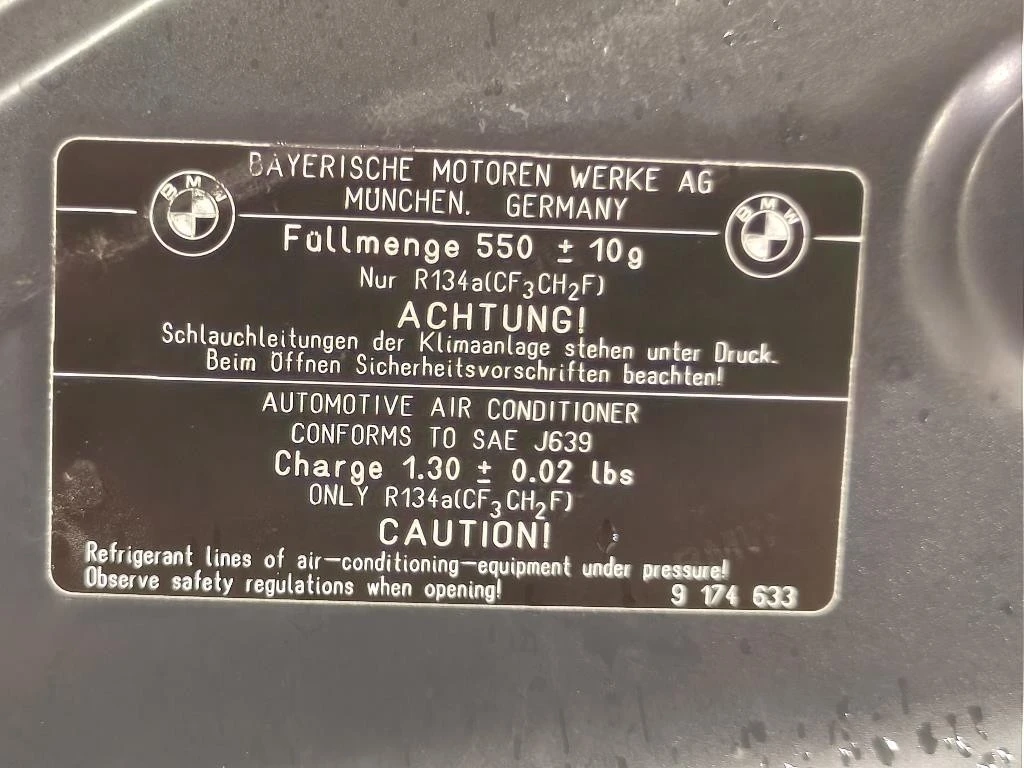 BAYERISCHE MOTOREN WERKE AG
MÜNCHEN. GERMANY
BMW
BMW
Füllmenge 550 ± 10g
Nur R134a(CF₃CH₂F)
ACHTUNG!
Schlauchleitungen der Klimaanlage stehen unter Druck.
Beim Öffnen Sicherheitsvorschriften beachten!
AUTOMOTIVE AIR CONDITIONER
CONFORMS TO SAE J639
Charge 1.30 ± 0.02 lbs
ONLY R134a(CF₃CH₂F)
CAUTION!
Refrigerant lines of air-conditioning-equipment under pressure!
Observe safety regulations when opening!
9 174 633